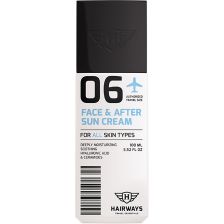 06
AUTHORIZED
TRAVEL SIZE
FACE & AFTER
SUN CREAM
FOR ALL SKIN TYPES
DEEPLY MOISTURIZING
SOOTHING
HYALURONIC ACID
& CERAMIDES
100 ML
3.52 FL OZ
H
HAIRWAYS